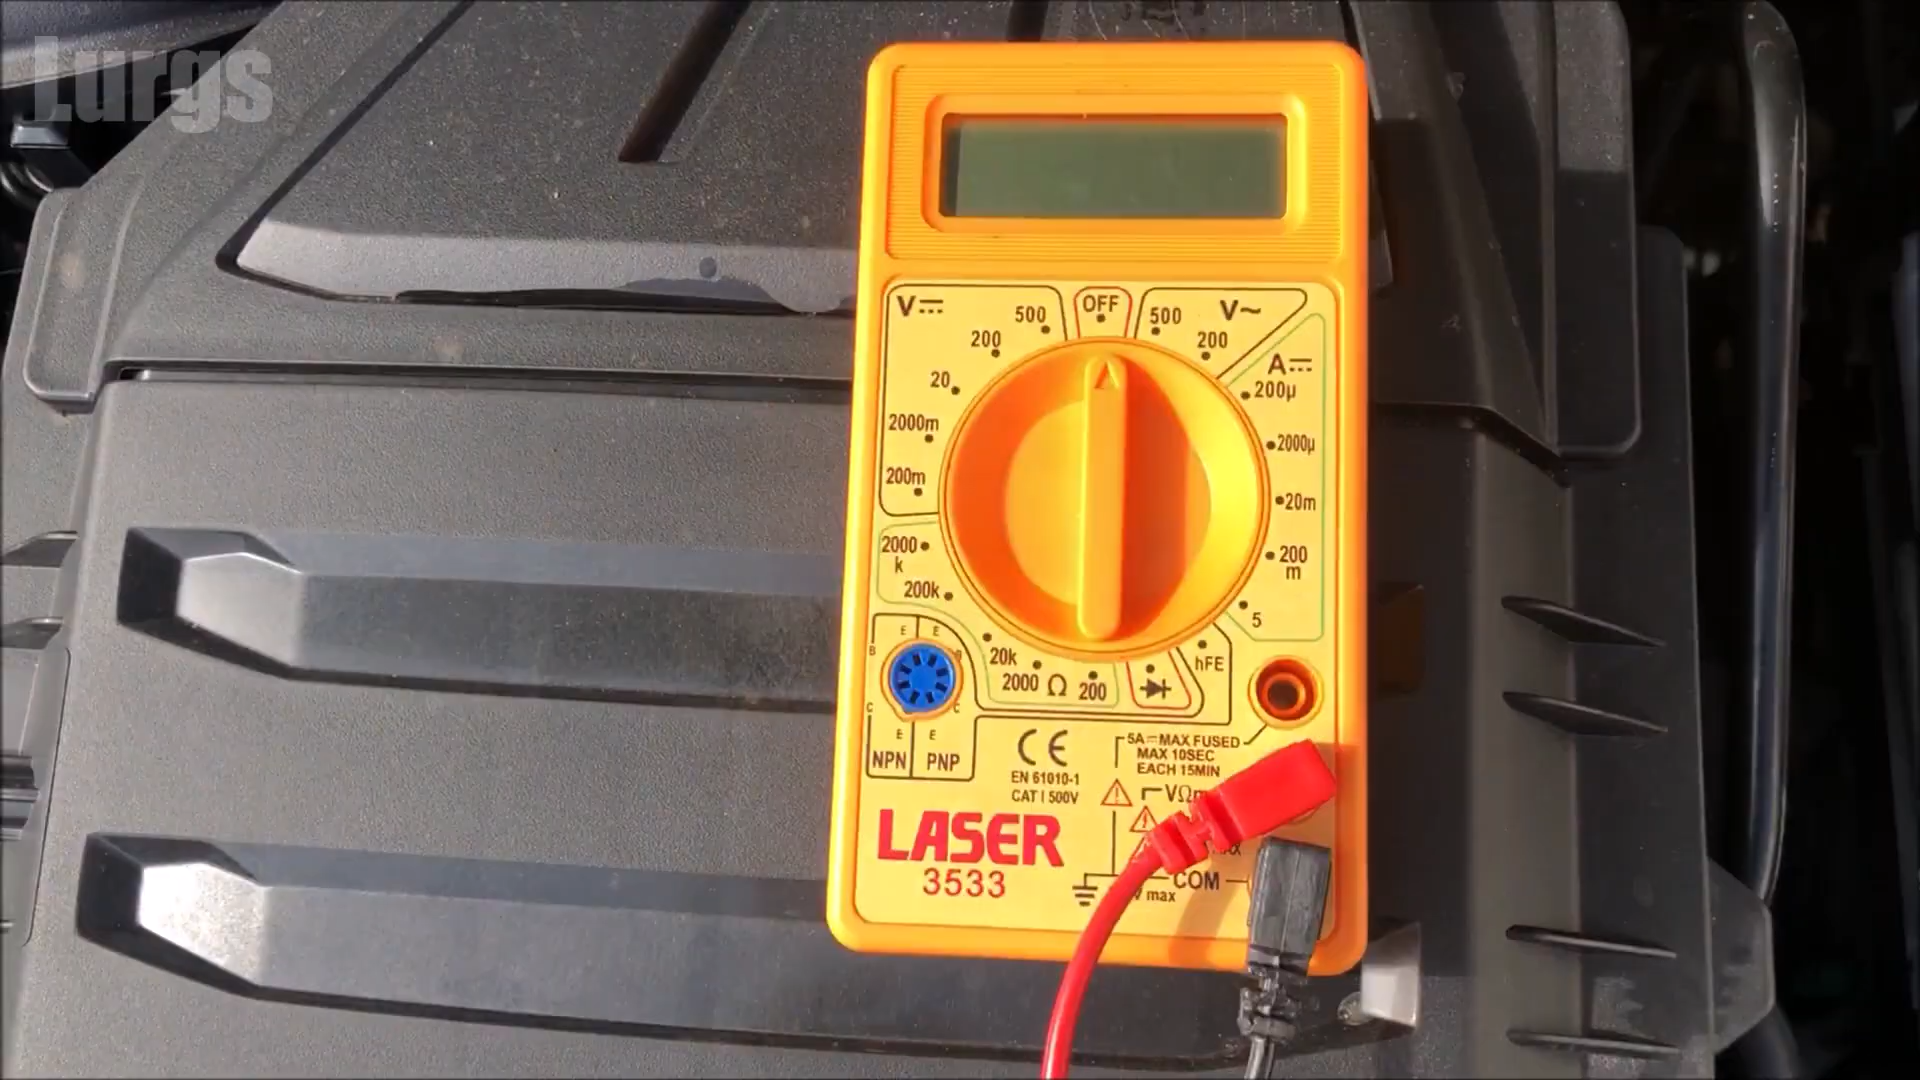 Lurgs
V⎓
500
OFF
500
V~
200
200
A⎓
20
200µ
2000m
2000µ
200m
20m
2000
k
200
m
200k
5
E E
B
20k
hFE
2000 Ω 200
C C
E E
NPN PNP
CE
EN 61010-1
CAT I 500V
5A⎓MAX FUSED
MAX 10SEC
EACH 15MIN
LASER
3533
COM
max